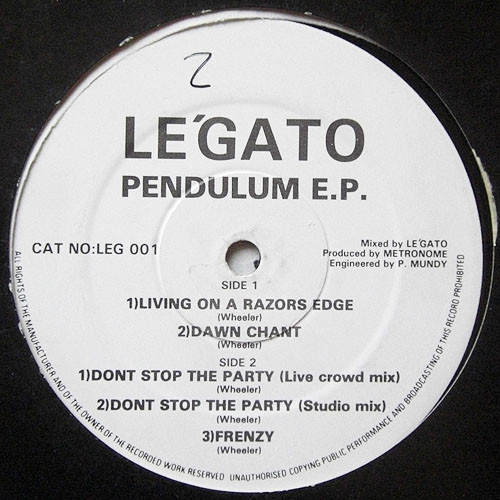 2
LE´GATO
PENDULUM E.P.
CAT NO:LEG 001
Mixed by LE´GATO
Produced by METRONOME
Engineered by P. MUNDY
SIDE 1
1)LIVING ON A RAZORS EDGE
(Wheeler)
2)DAWN CHANT
(Wheeler)
SIDE 2
1)DONT STOP THE PARTY (Live crowd mix)
(Wheeler)
2)DONT STOP THE PARTY (Studio mix)
(Wheeler)
3)FRENZY
(Wheeler)
ALL RIGHTS OF THE MANUFACTURER AND OF THE OWNER OF THE RECORDED WORK RESERVED UNAUTHORISED COPYING PUBLIC PERFORMANCE AND BROADCASTING OF THIS RECORD PROHIBITED